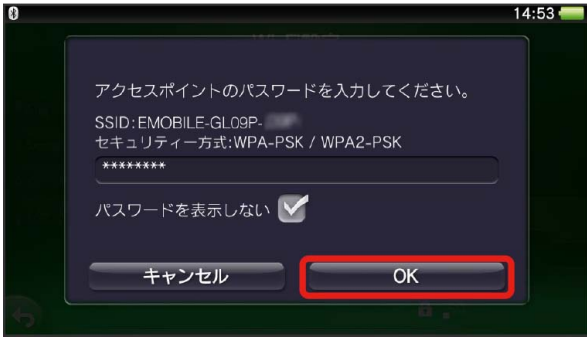 14:53
アクセスポイントのパスワードを入力してください。
SSID:EMOBILE-GL09P-
セキュリティー方式:WPA-PSK / WPA2-PSK
********
パスワードを表示しない
キャンセル OK